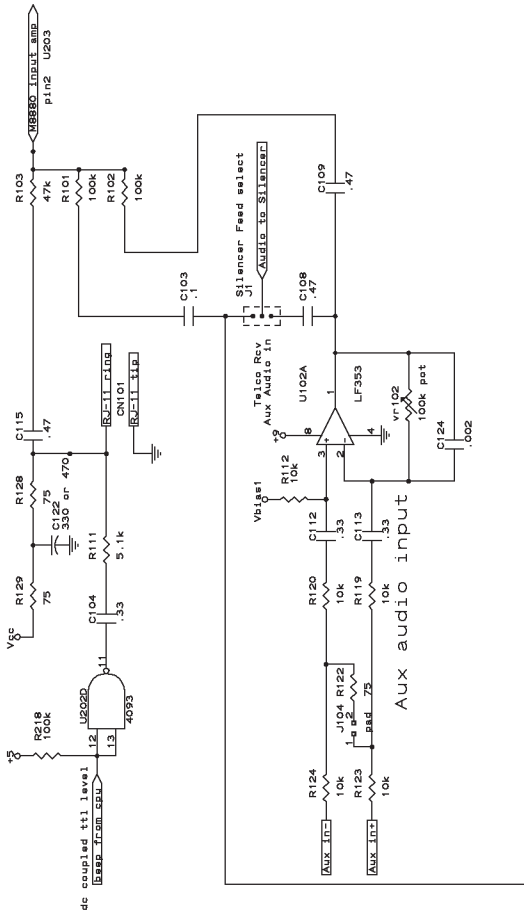 M8880 input amp
pin2 U203
R103
47k
R101
100k
R102
100k
C109
.47
Silencer Feed select
J1
Audio to Silencer
C103
.1
C108
.47
C115
.47
RJ-11 ring
CN101
RJ-11 tip
Telco Rcv
Aux Audio in
U102A
LF353
+9
8
3
+
2
-
1
4
vr102
100k pot
C124
.002
R128
75
C122
330 or 470
R129
75
Vcc
R111
5.1k
C104
.33
11
U202D
4093
12
13
R218
100k
+5
dc coupled ttl level
beep from cpu
Vbias1
R112
10k
C112
.33
C113
.33
R120
10k
R119
10k
Aux audio input
R122
75
J104
1
2
pad
R124
10k
R123
10k
Aux in-
Aux in+